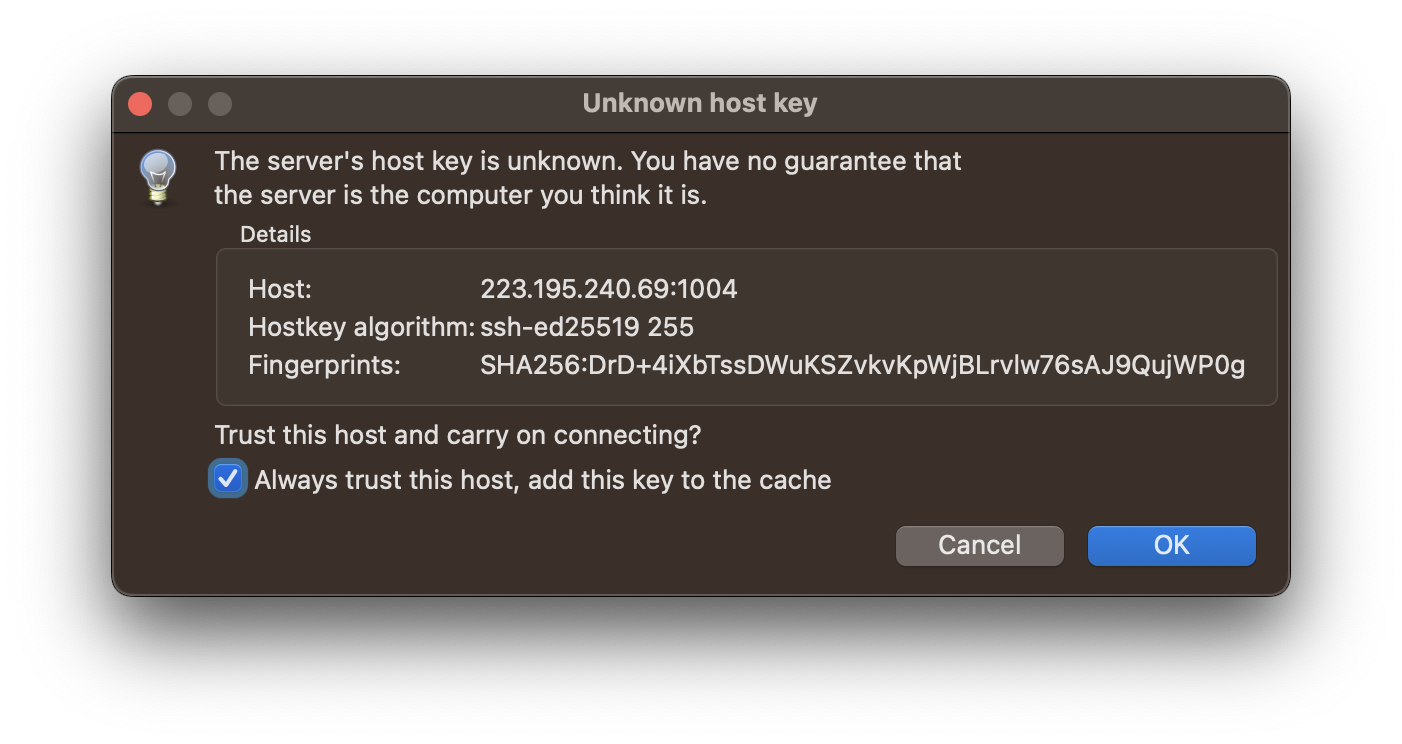 Unknown host key
The server's host key is unknown. You have no guarantee that
the server is the computer you think it is.
Details
Host: 223.195.240.69:1004
Hostkey algorithm: ssh-ed25519 255
Fingerprints: SHA256:DrD+4iXbTssDWuKSZvkvKpWjBLrvlw76sAJ9QujWP0g
Trust this host and carry on connecting?
Always trust this host, add this key to the cache
Cancel OK